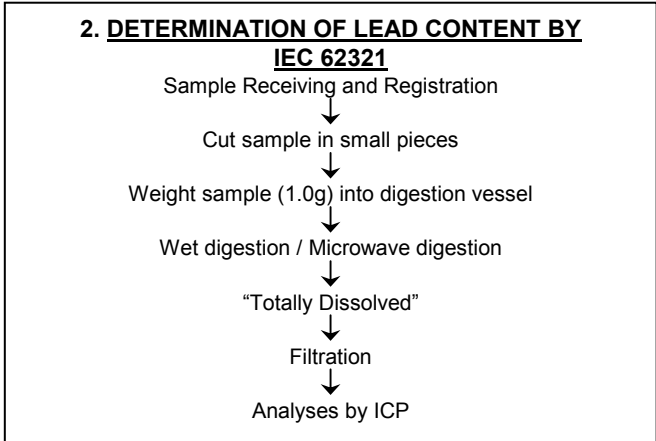 2. DETERMINATION OF LEAD CONTENT BY
IEC 62321
Sample Receiving and Registration
Cut sample in small pieces
Weight sample (1.0g) into digestion vessel
Wet digestion / Microwave digestion
“Totally Dissolved”
Filtration
Analyses by ICP